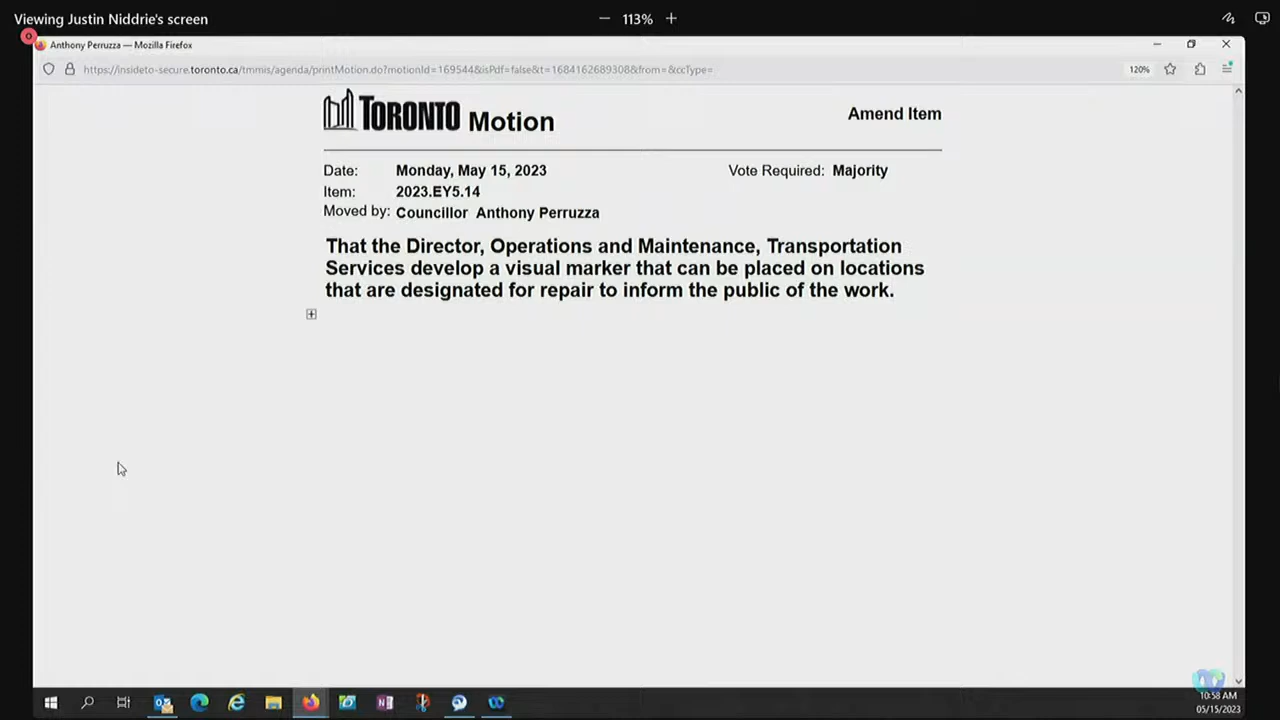 Viewing Justin Niddrie's screen
113%
Anthony Perruzza — Mozilla Firefox
https://insideto-secure.toronto.ca/tmmis/agenda/printMotion.do?motionId=169544&isPdf=false&t=1684162689308&from=&ccType=
120%
TORONTO Motion
Amend Item
Date: Monday, May 15, 2023
Vote Required: Majority
Item: 2023.EY5.14
Moved by: Councillor Anthony Perruzza
That the Director, Operations and Maintenance, Transportation
Services develop a visual marker that can be placed on locations
that are designated for repair to inform the public of the work.
10:58 AM
05/15/2023